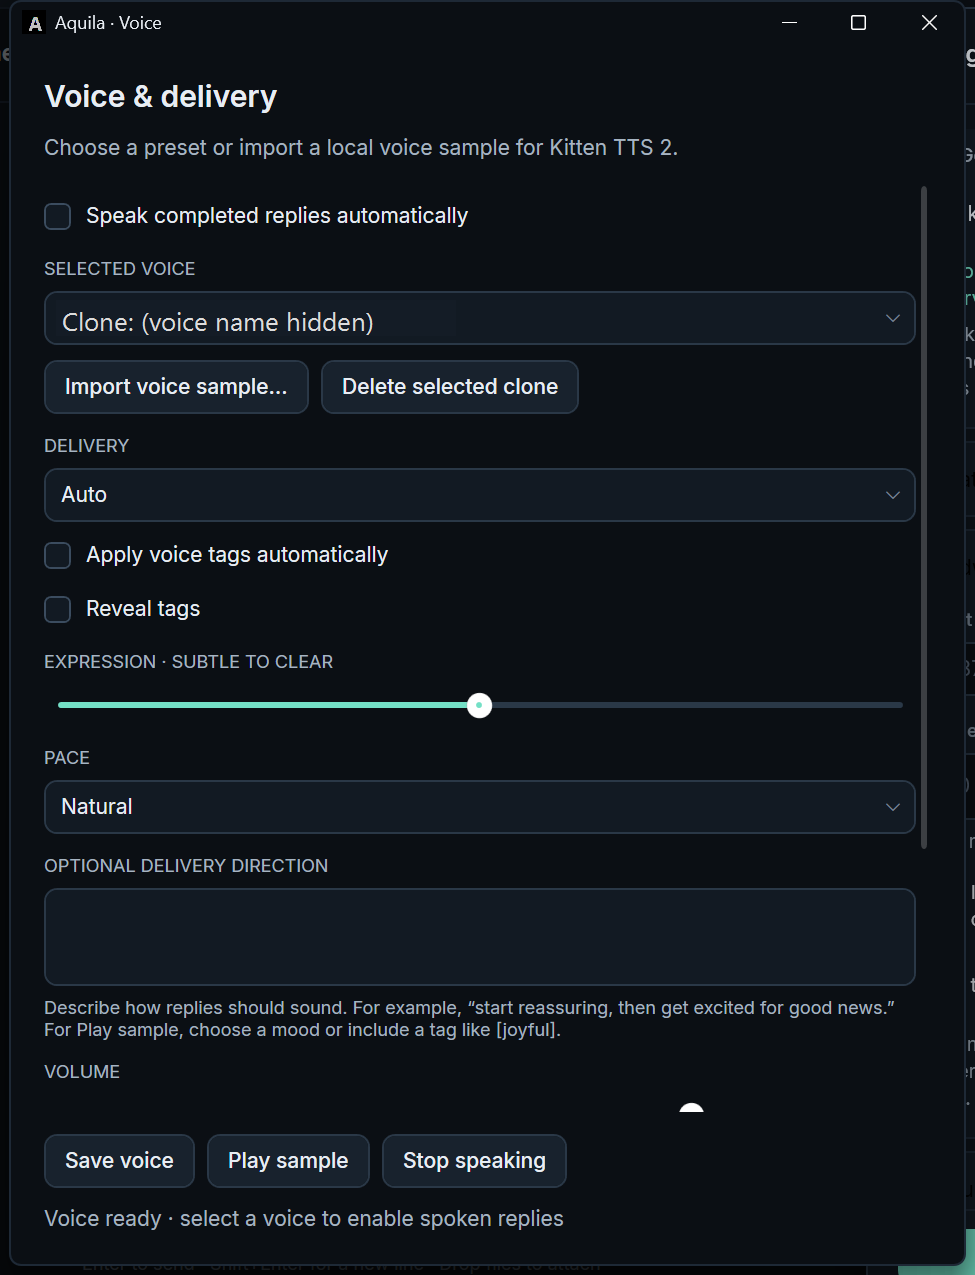 A Aquila · Voice
Voice & delivery
Choose a preset or import a local voice sample for Kitten TTS 2.
Speak completed replies automatically
SELECTED VOICE
Clone: (voice name hidden)
Import voice sample...
Delete selected clone
DELIVERY
Auto
Apply voice tags automatically
Reveal tags
EXPRESSION · SUBTLE TO CLEAR
PACE
Natural
OPTIONAL DELIVERY DIRECTION
Describe how replies should sound. For example, “start reassuring, then get excited for good news.”
For Play sample, choose a mood or include a tag like [joyful].
VOLUME
Save voice
Play sample
Stop speaking
Voice ready · select a voice to enable spoken replies